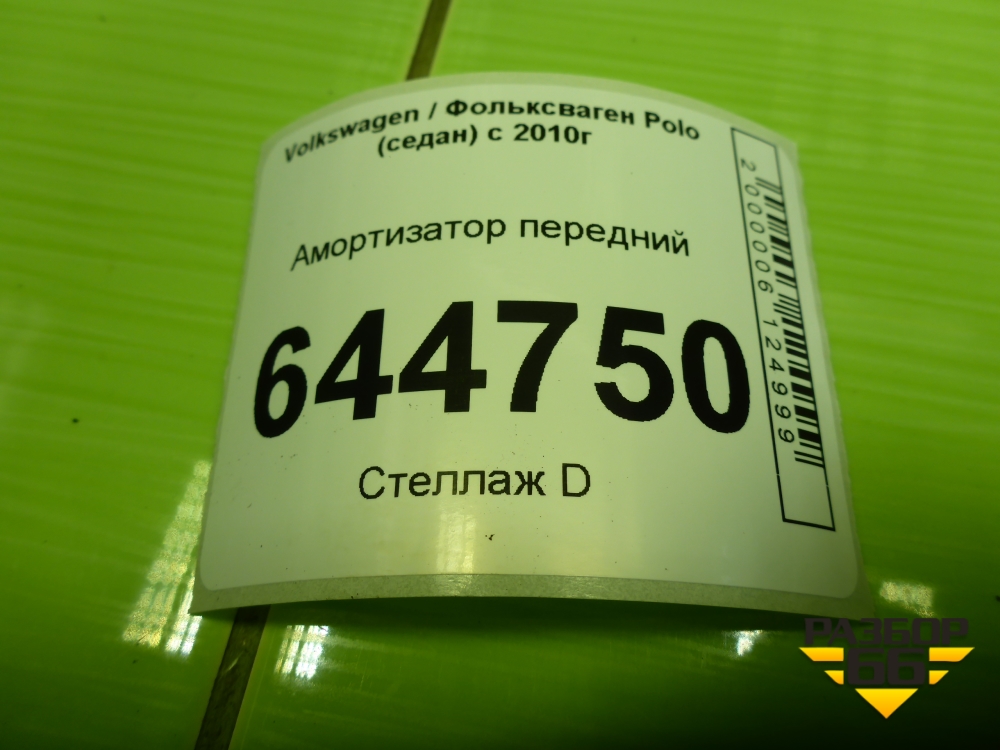 Volkswagen / Фольксваген Polo
(седан) с 2010г
Амортизатор передний
644750
Стеллаж D
2000006124999
РАЗБОР
66